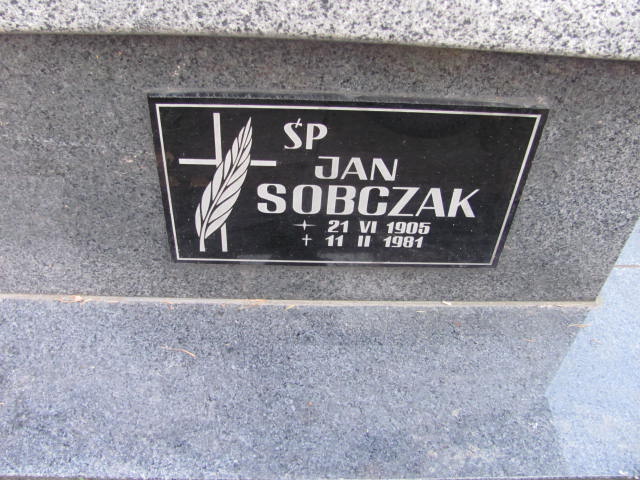 ŚP
JAN
SOBCZAK
21 VI 1905
11 II 1981